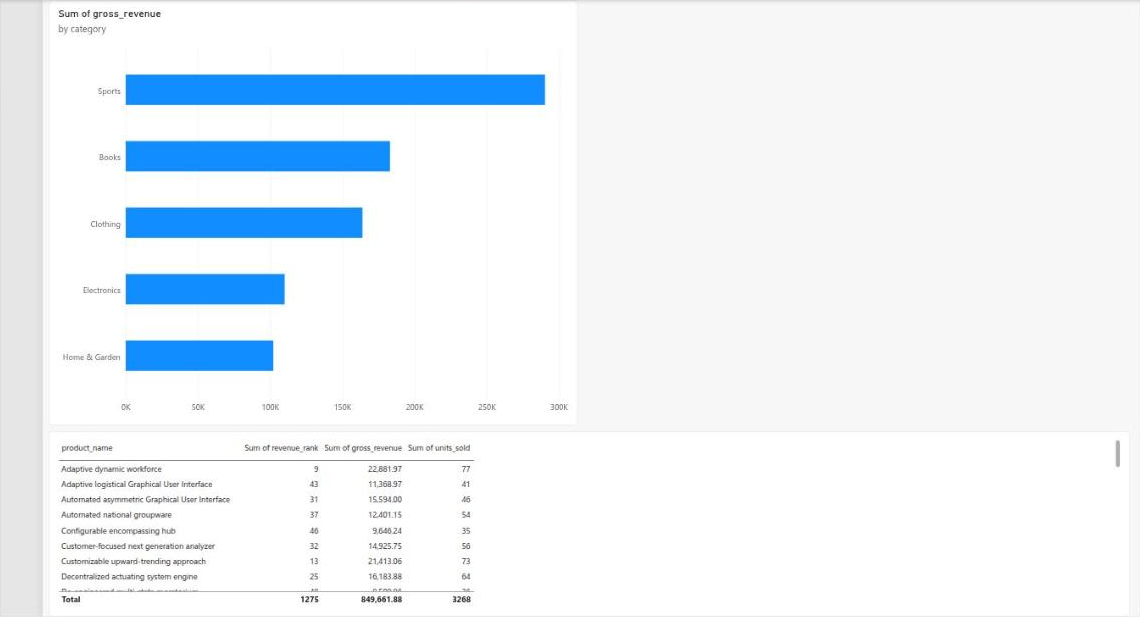 Sum of gross_revenue
by category
Sports
Books
Clothing
Electronics
Home & Garden
0K 50K 100K 150K 200K 250K 300K
product_name Sum of revenue_rank Sum of gross_revenue Sum of units_sold
Adaptive dynamic workforce 9 22,881.97 77
Adaptive logistical Graphical User Interface 43 11,368.97 41
Automated asymmetric Graphical User Interface 31 15,594.00 46
Automated national groupware 37 12,401.15 54
Configurable encompassing hub 46 9,646.24 35
Customer-focused next generation analyzer 32 14,925.75 56
Customizable upward-trending approach 13 21,413.06 73
Decentralized actuating system engine 25 16,183.88 64
Total 1275 849,661.88 3268